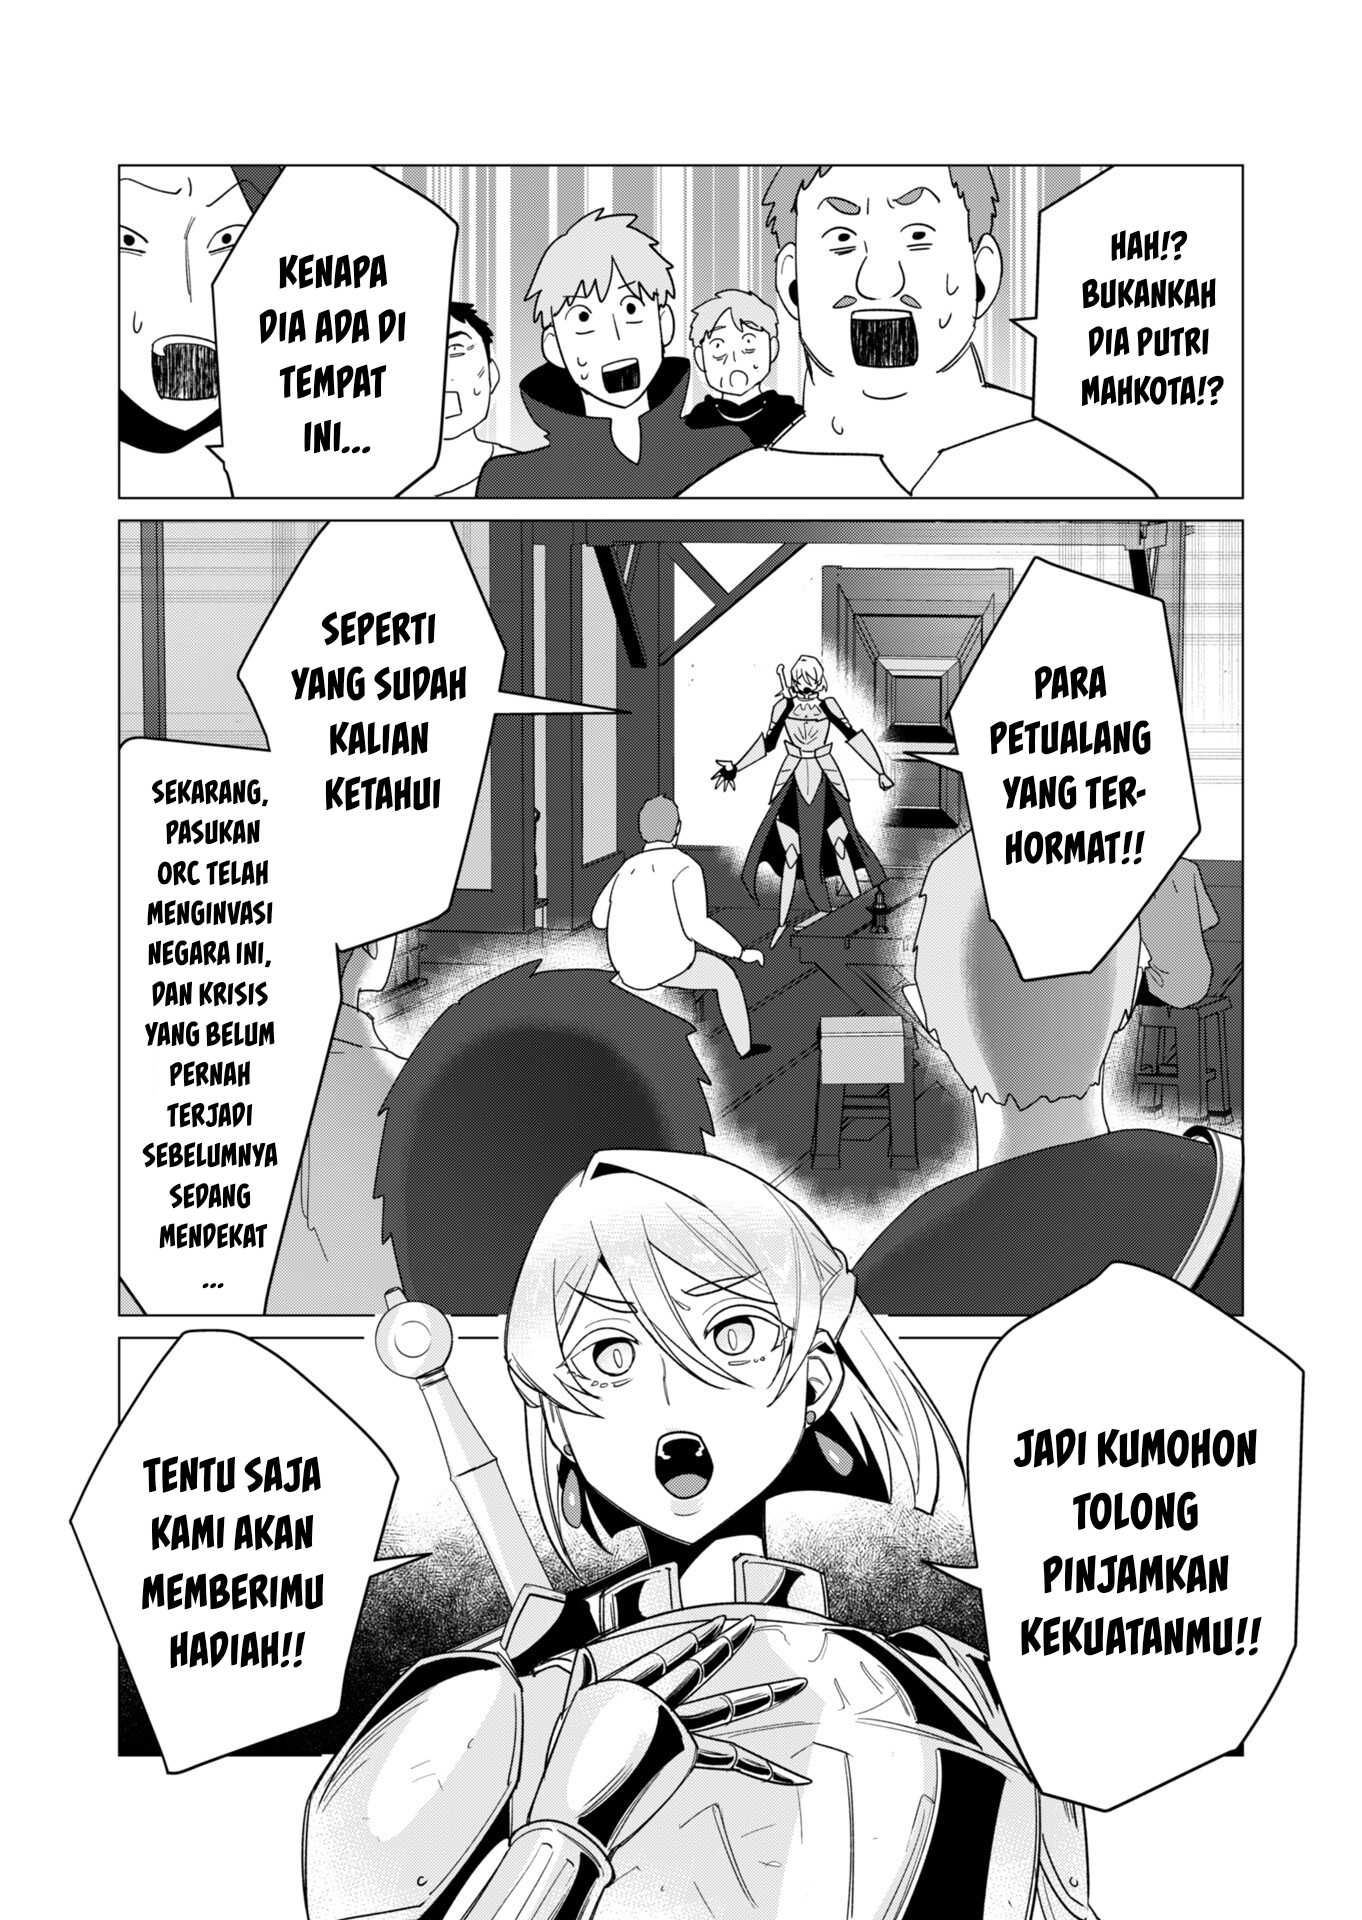 HAH!?
BUKANKAH
DIA PUTRI
MAHKOTA!?
KENAPA
DIA ADA DI
TEMPAT
INI...
PARA
PETUALANG
YANG TER-
HORMAT!!
SEPERTI
YANG SUDAH
KALIAN
KETAHUI
SEKARANG,
PASUKAN
ORC TELAH
MENGINVASI
NEGARA INI,
DAN KRISIS
YANG BELUM
PERNAH
TERJADI
SEBELUMNYA
SEDANG
MENDEKAT
...
JADI KUMOHON
TOLONG
PINJAMKAN
KEKUATANMU!!
TENTU SAJA
KAMI AKAN
MEMBERIMU
HADIAH!!